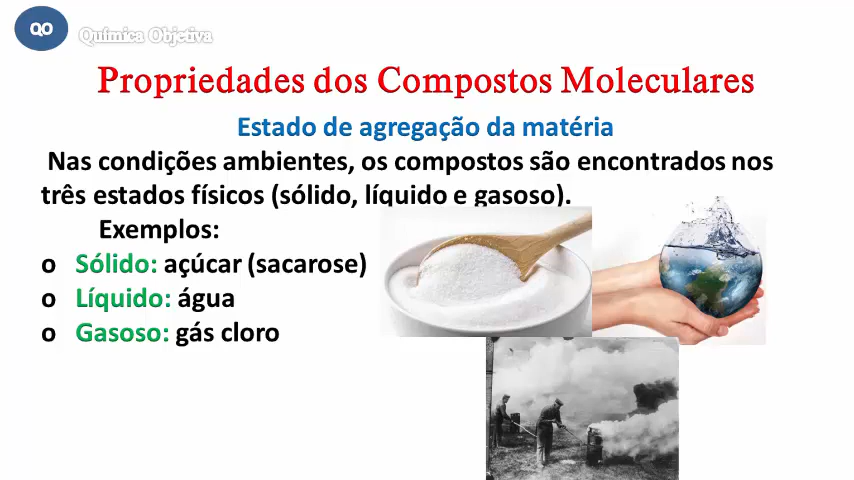 QO
Química Objetiva
Propriedades dos Compostos Moleculares
Estado de agregação da matéria
Nas condições ambientes, os compostos são encontrados nos
três estados físicos (sólido, líquido e gasoso).
Exemplos:
o Sólido: açúcar (sacarose)
o Líquido: água
o Gasoso: gás cloro